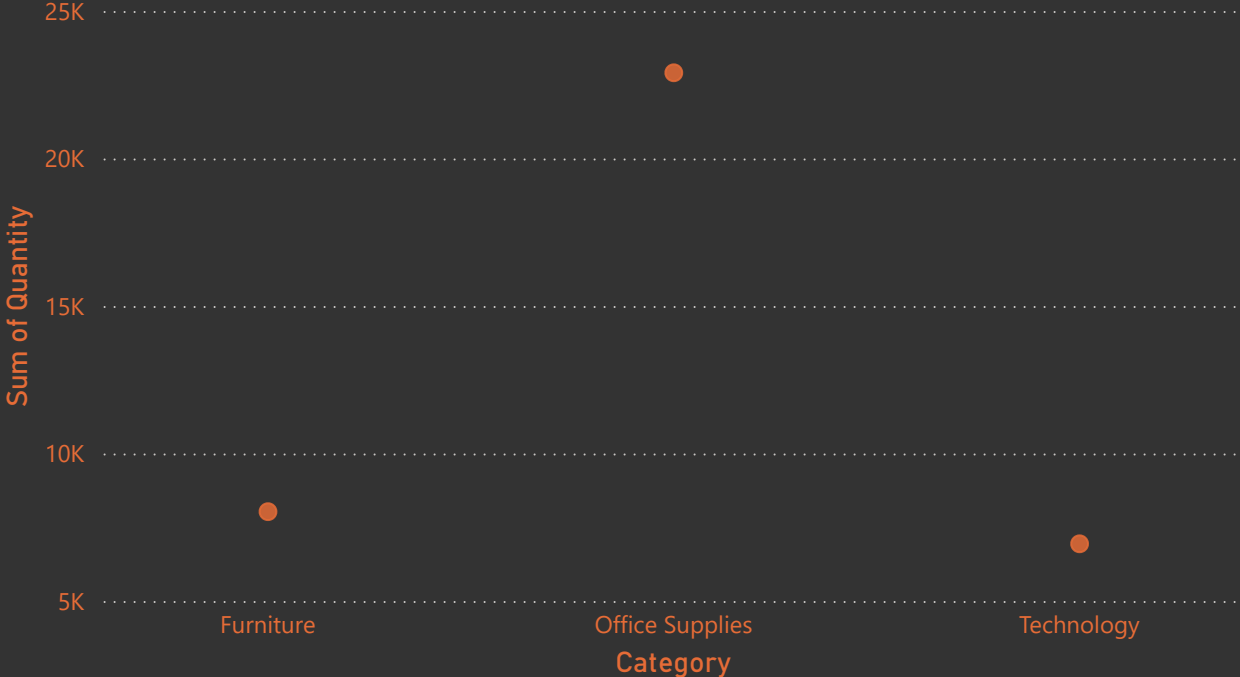 25K
20K
15K
10K
5K
Sum of Quantity
Furniture
Office Supplies
Technology
Category